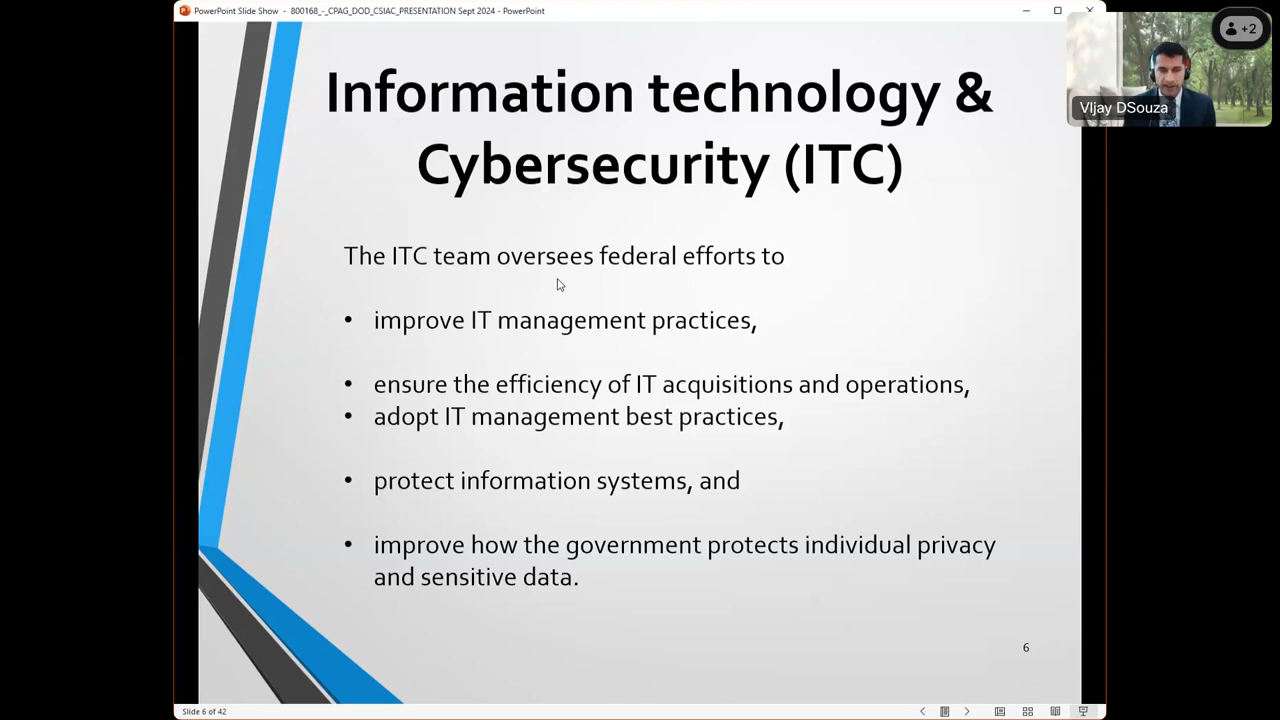 PowerPoint Slide Show - 800168_-_CPAG_DOD_CSIAC_PRESENTATION Sept 2024 - PowerPoint
+2
VIjay DSouza
Information technology &
Cybersecurity (ITC)
The ITC team oversees federal efforts to
• improve IT management practices,
• ensure the efficiency of IT acquisitions and operations,
• adopt IT management best practices,
• protect information systems, and
• improve how the government protects individual privacy
and sensitive data.
6
Slide 6 of 42